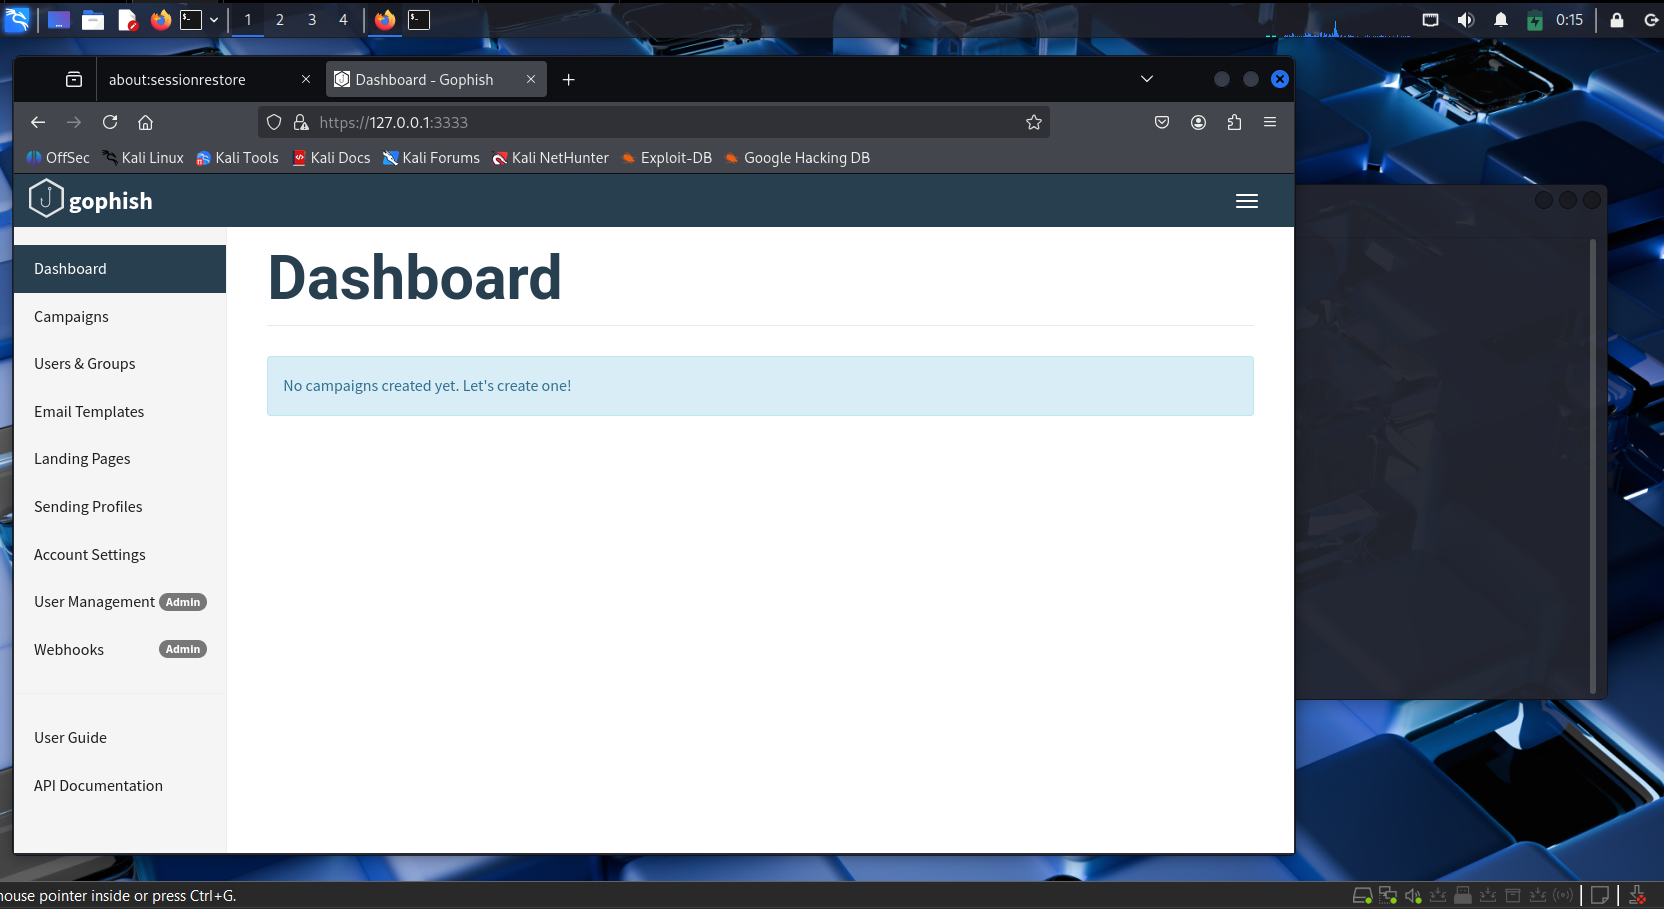 1 2 3 4 0:15
about:sessionrestore Dashboard - Gophish
https://127.0.0.1:3333
OffSec Kali Linux Kali Tools Kali Docs Kali Forums Kali NetHunter Exploit-DB Google Hacking DB
gophish
Dashboard
Campaigns
Users & Groups
Email Templates
Landing Pages
Sending Profiles
Account Settings
User Management Admin
Webhooks Admin
User Guide
API Documentation
Dashboard
No campaigns created yet. Let's create one!
mouse pointer inside or press Ctrl+G.